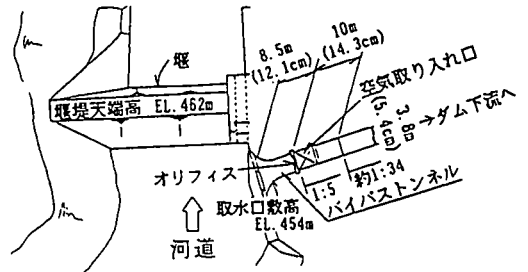 堰
8.5m
(12.1cm)
10m
(14.3cm)
空気取り入れ口
3.8m
(5.4cm)
→ダム下流へ
堰堤天端高 EL.462m
オリフィス
1:5
約1:34
バイパストンネル
取水口敷高
EL.454m
河道